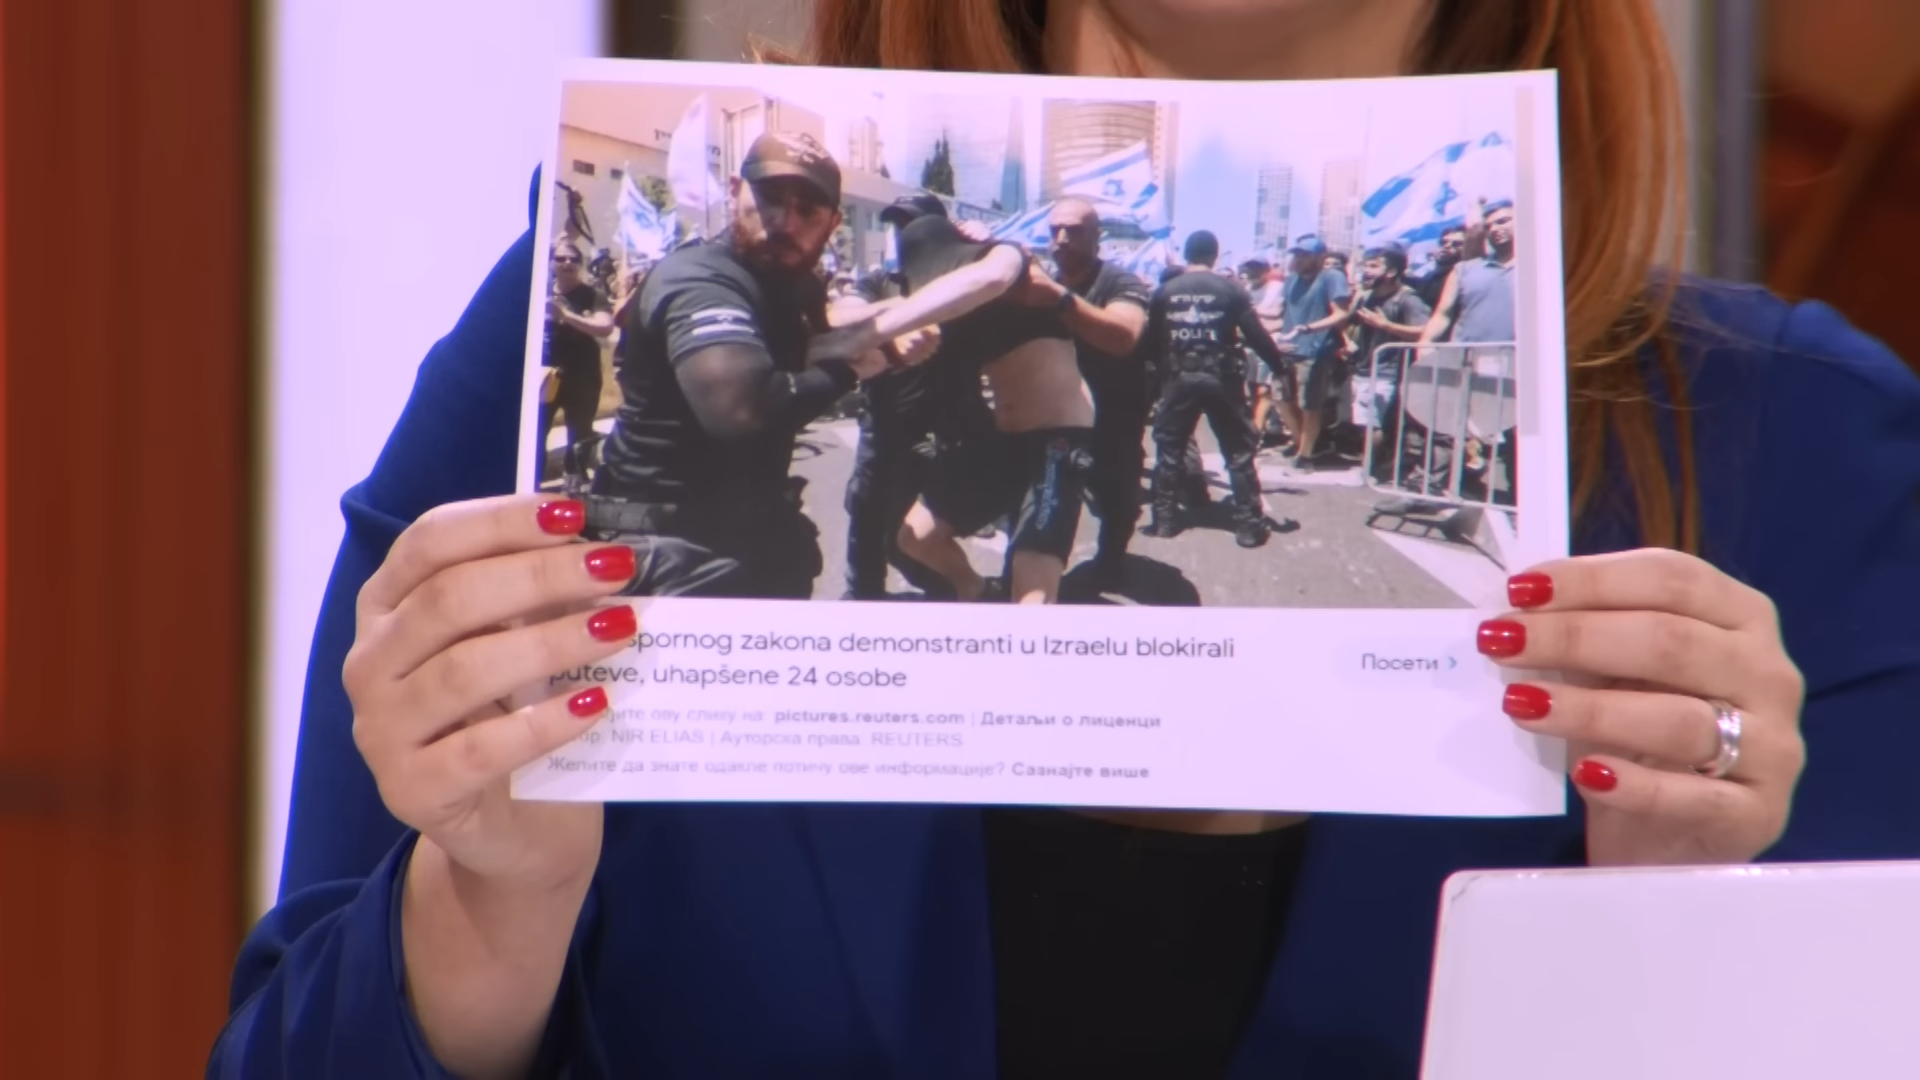 POLICE
spornog zakona demonstranti u Izraelu blokirali
puteve, uhapšene 24 osobe
Посети
ову слику на: pictures.reuters.com | Детаљи о лиценци
NIR ELIAS | Ауторска права: REUTERS
Желите да знате одакле потичу ове информације? Сазнајте више